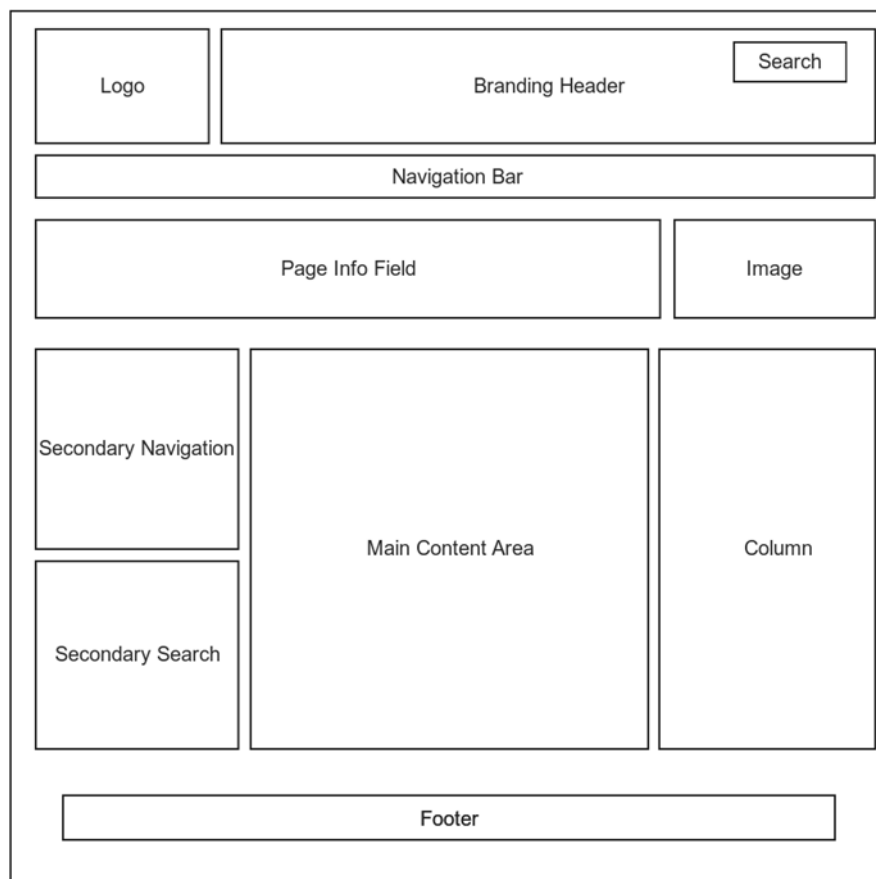 Logo
Branding Header
Search
Navigation Bar
Page Info Field
Image
Secondary Navigation
Main Content Area
Column
Secondary Search
Footer